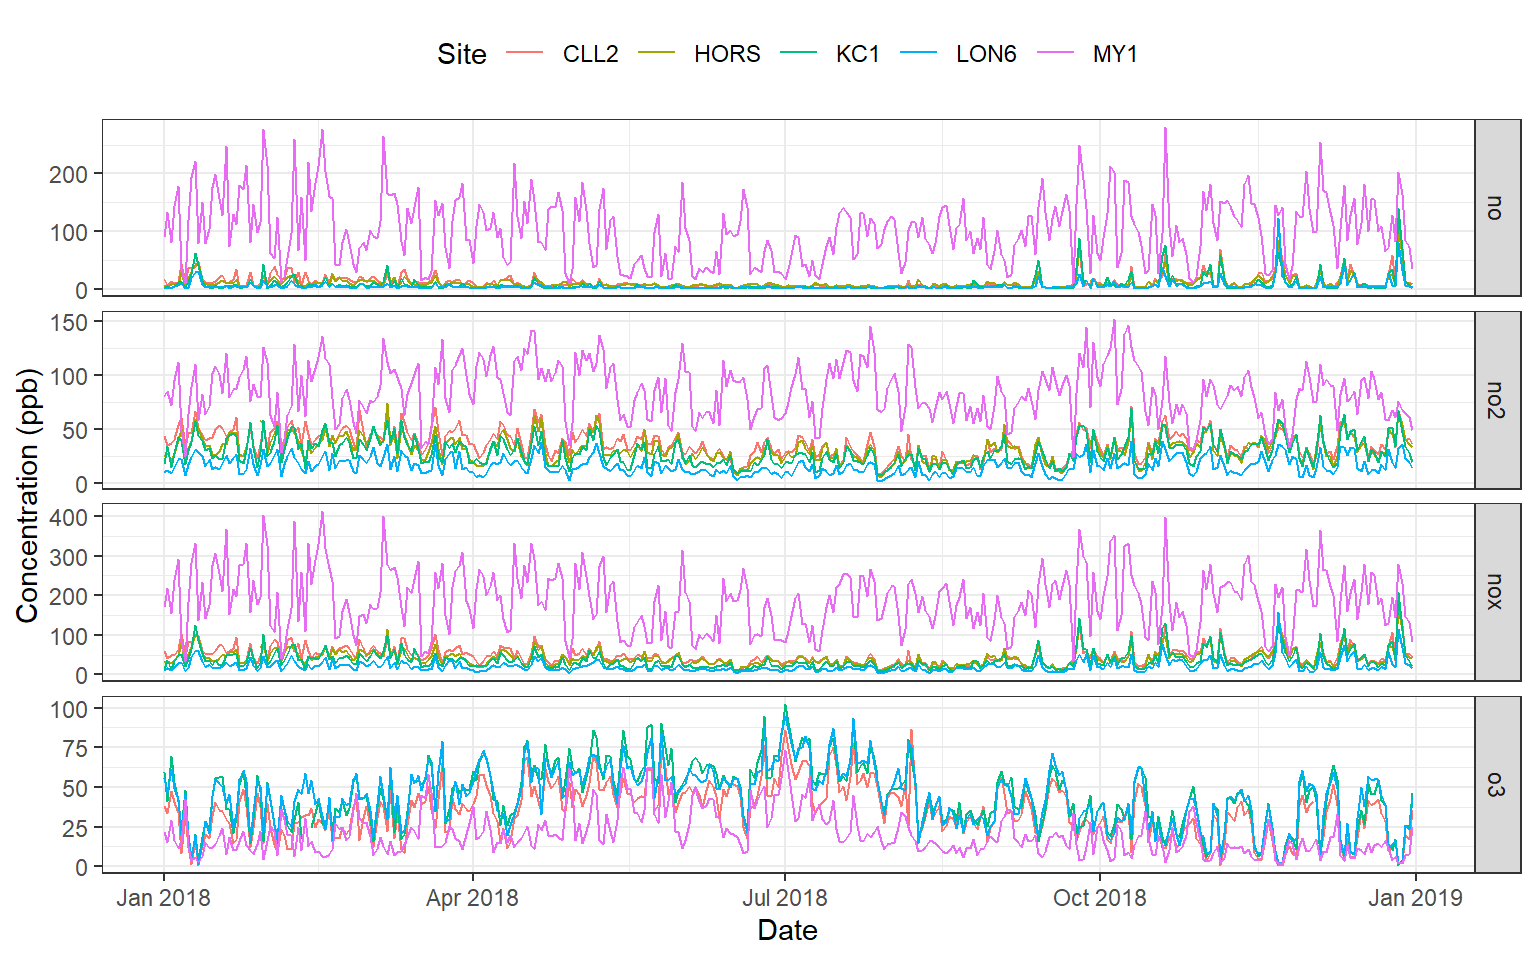 Site CLL2 HORS KC1 LON6 MY1
Concentration (ppb)
200
100
0
no
150
100
50
0
no2
400
300
200
100
0
nox
100
75
50
25
0
o3
Jan 2018 Apr 2018 Jul 2018 Oct 2018 Jan 2019
Date